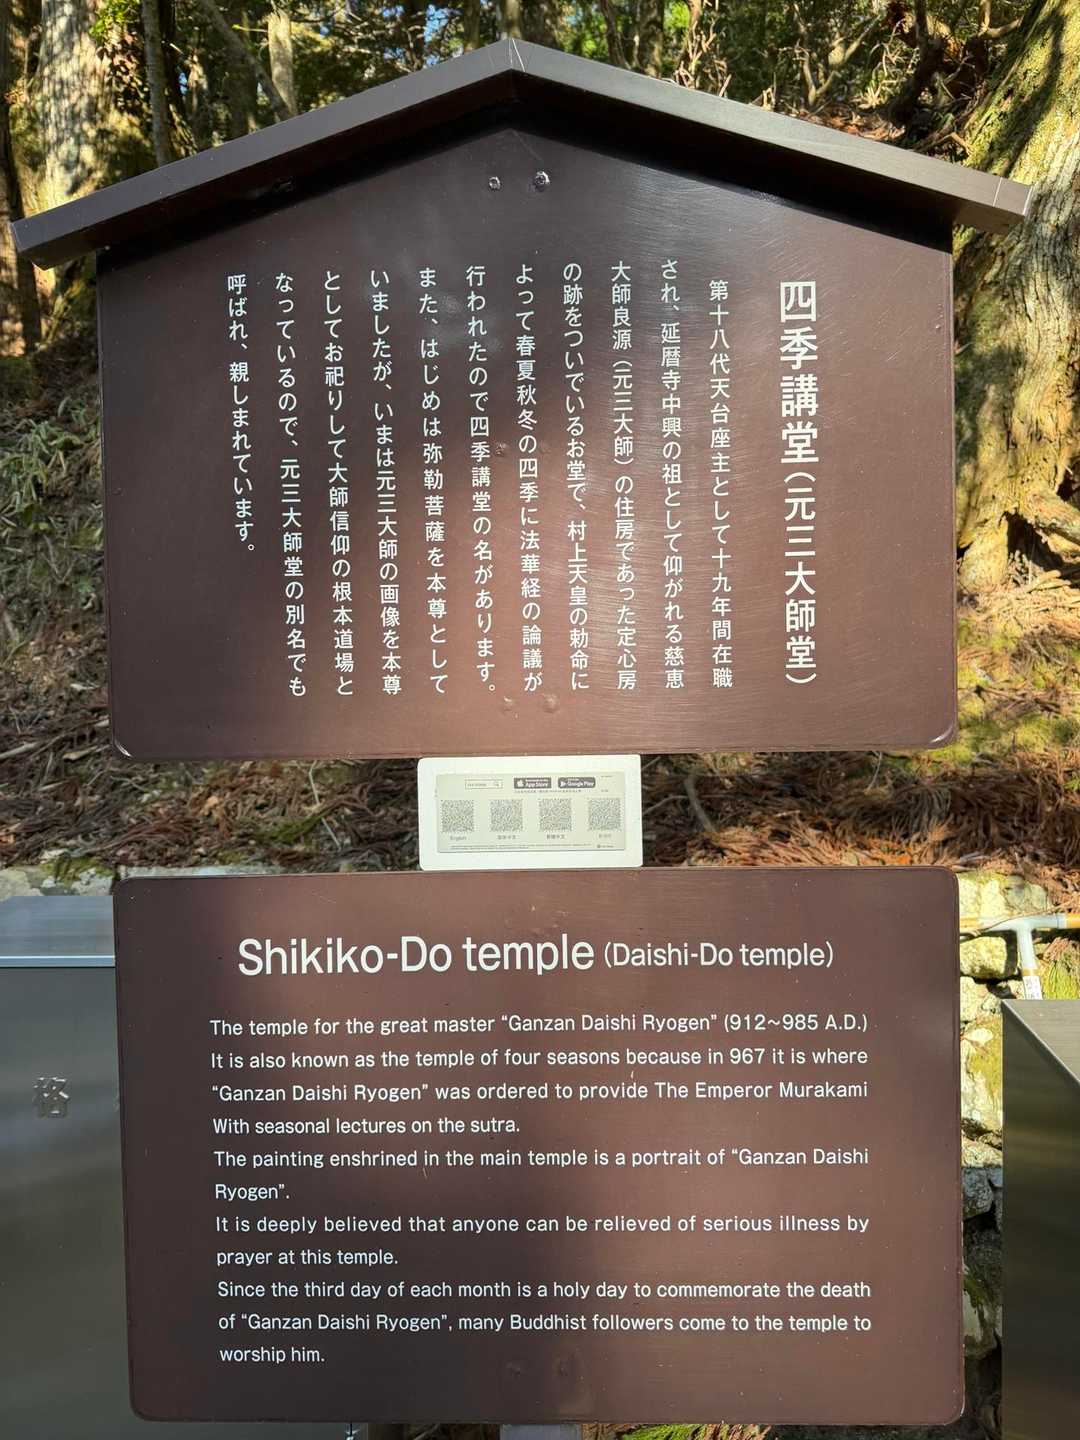 四季講堂(元三大師堂)
第十八代天台座主として十九年間在職
され、延暦寺中興の祖として仰がれる慈恵
大師良源(元三大師)の住房であった定心房
の跡をついでいるお堂で、村上天皇の勅命に
よって春夏秋冬の四季に法華経の論議が
行われたので四季講堂の名があります。
また、はじめは弥勒菩薩を本尊として
いましたが、いまは元三大師の画像を本尊
としてお祀りして大師信仰の根本道場と
なっているので、元三大師堂の別名でも
呼ばれ、親しまれています。
App Store
Google Play
English
Shikiko-Do temple (Daishi-Do temple)
The temple for the great master “Ganzan Daishi Ryogen” (912~985 A.D.)
It is also known as the temple of four seasons because in 967 it is where
“Ganzan Daishi Ryogen” was ordered to provide The Emperor Murakami
With seasonal lectures on the sutra.
The painting enshrined in the main temple is a portrait of “Ganzan Daishi
Ryogen”.
It is deeply believed that anyone can be relieved of serious illness by
prayer at this temple.
Since the third day of each month is a holy day to commemorate the death
of “Ganzan Daishi Ryogen”, many Buddhist followers come to the temple to
worship him.
格